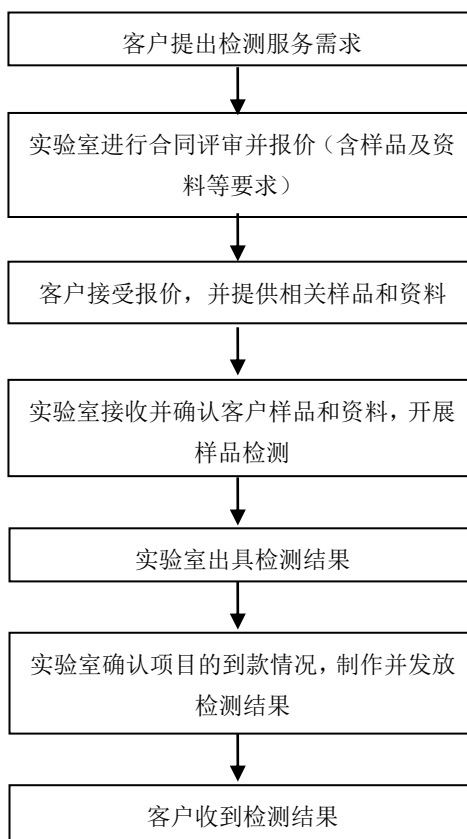 客户提出检测服务需求
实验室进行合同评审并报价（含样品及资
料等要求）
客户接受报价，并提供相关样品和资料
实验室接收并确认客户样品和资料，开展
样品检测
实验室出具检测结果
实验室确认项目的到款情况，制作并发放
检测结果
客户收到检测结果